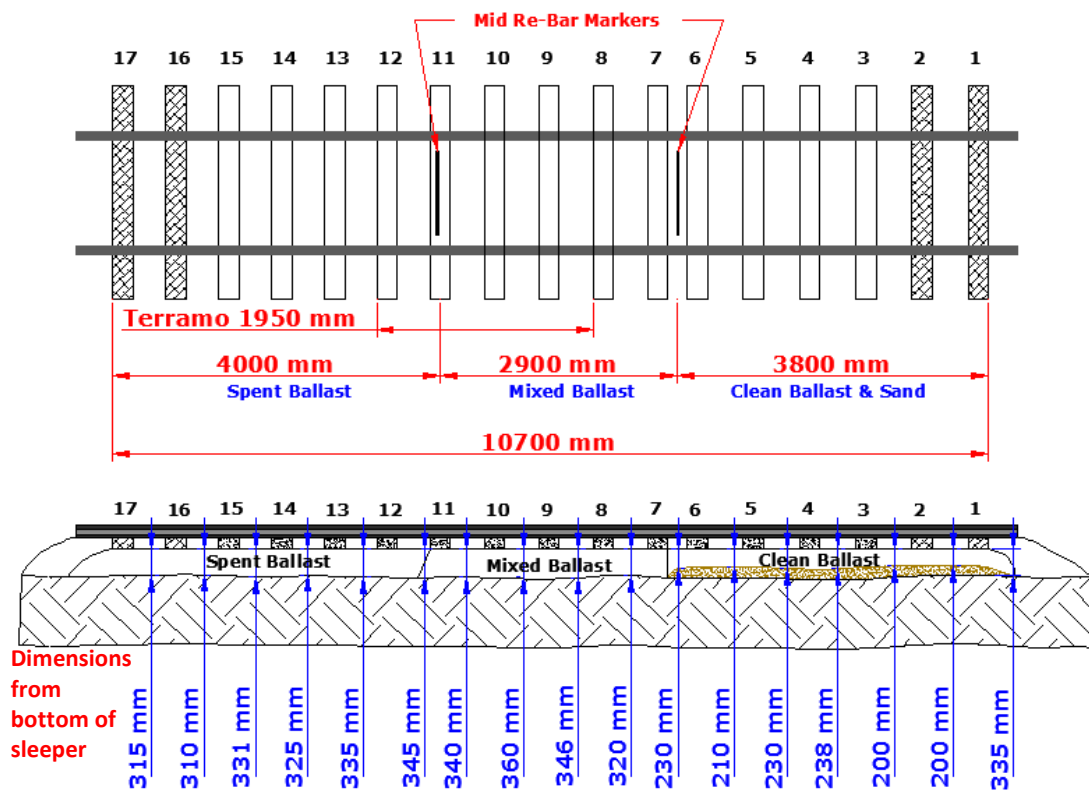 Mid Re-Bar Markers
17 16 15 14 13 12 11 10 9 8 7 6 5 4 3 2 1
Terramo 1950 mm
4000 mm 2900 mm 3800 mm
Spent Ballast Mixed Ballast Clean Ballast & Sand
10700 mm
17 16 15 14 13 12 11 10 9 8 7 6 5 4 3 2 1
Spent Ballast Mixed Ballast Clean Ballast
Dimensions
from
bottom of
sleeper
315 mm
310 mm
331 mm
325 mm
335 mm
345 mm
340 mm
360 mm
346 mm
320 mm
230 mm
210 mm
230 mm
238 mm
200 mm
200 mm
335 mm